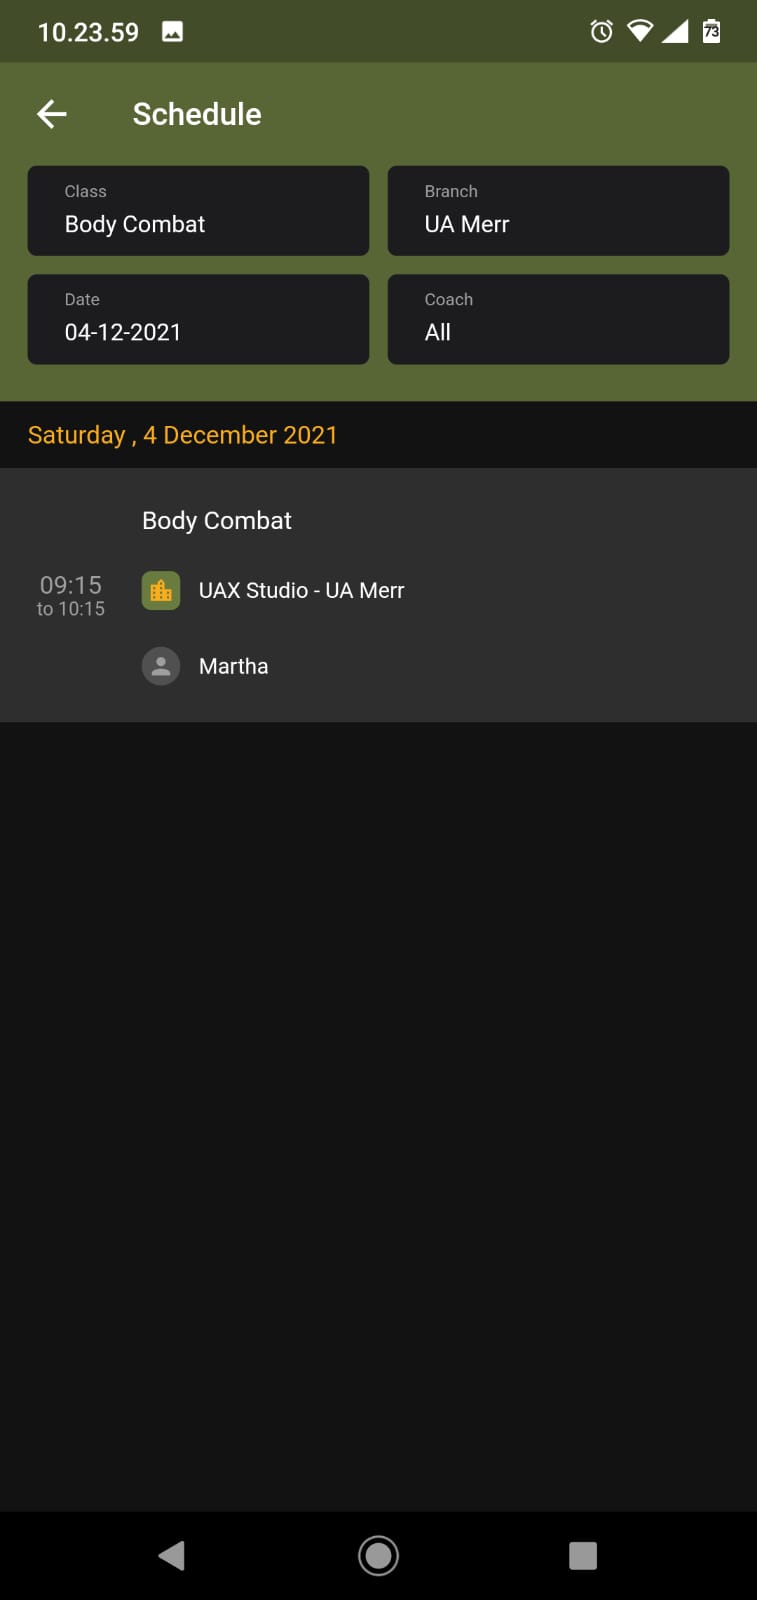 10.23.59
73
Schedule
Class
Body Combat
Branch
UA Merr
Date
04-12-2021
Coach
All
Saturday , 4 December 2021
Body Combat
09:15
to 10:15
UAX Studio - UA Merr
Martha